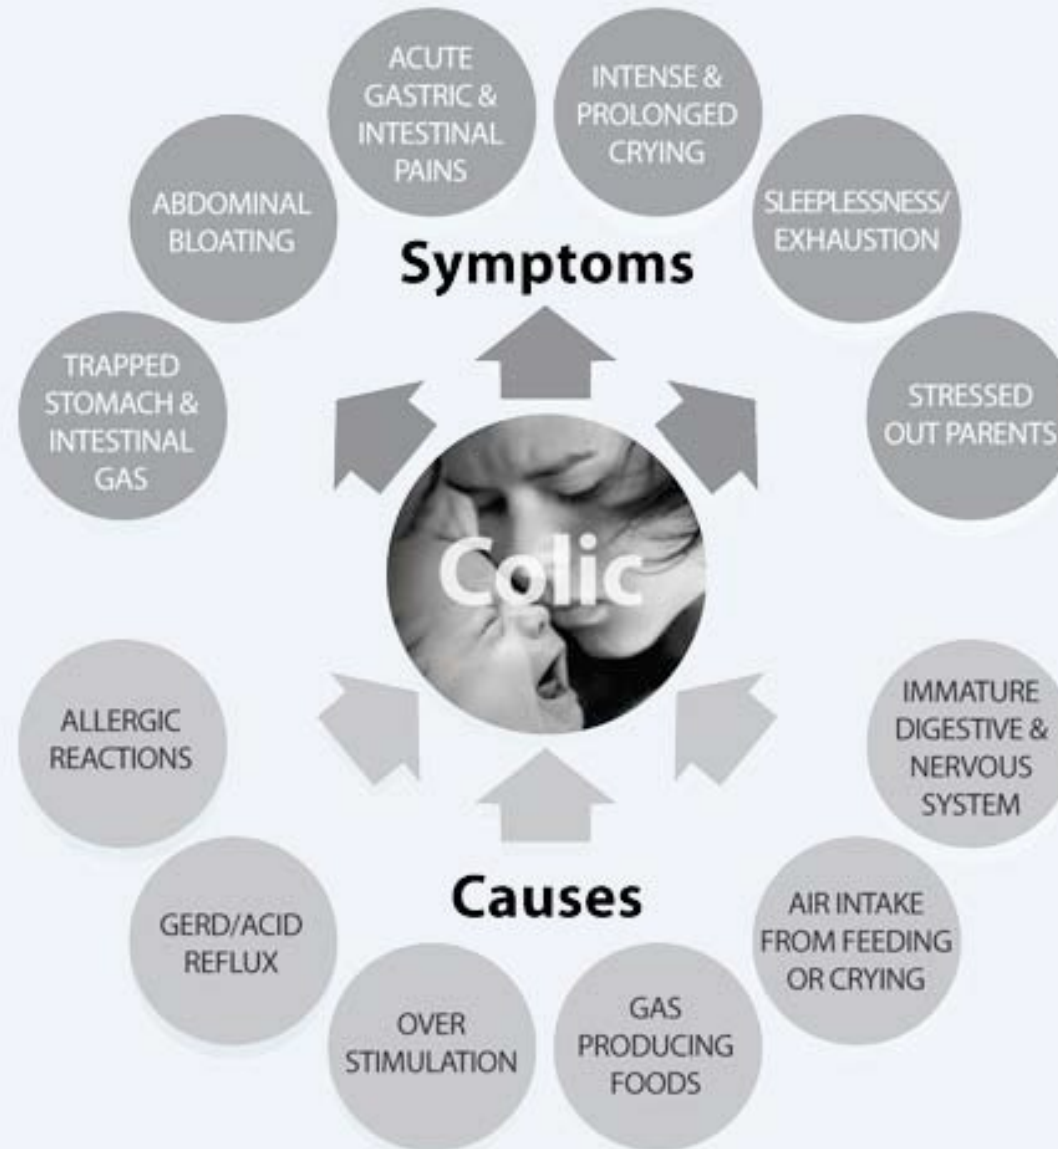 ACUTE
GASTRIC &
INTESTINAL
PAINS
INTENSE &
PROLONGED
CRYING
ABDOMINAL
BLOATING
SLEEPLESSNESS/
EXHAUSTION
Symptoms
TRAPPED
STOMACH &
INTESTINAL
GAS
STRESSED
OUT PARENTS
Colic
ALLERGIC
REACTIONS
IMMATURE
DIGESTIVE &
NERVOUS
SYSTEM
Causes
GERD/ACID
REFLUX
AIR INTAKE
FROM FEEDING
OR CRYING
OVER
STIMULATION
GAS
PRODUCING
FOODS